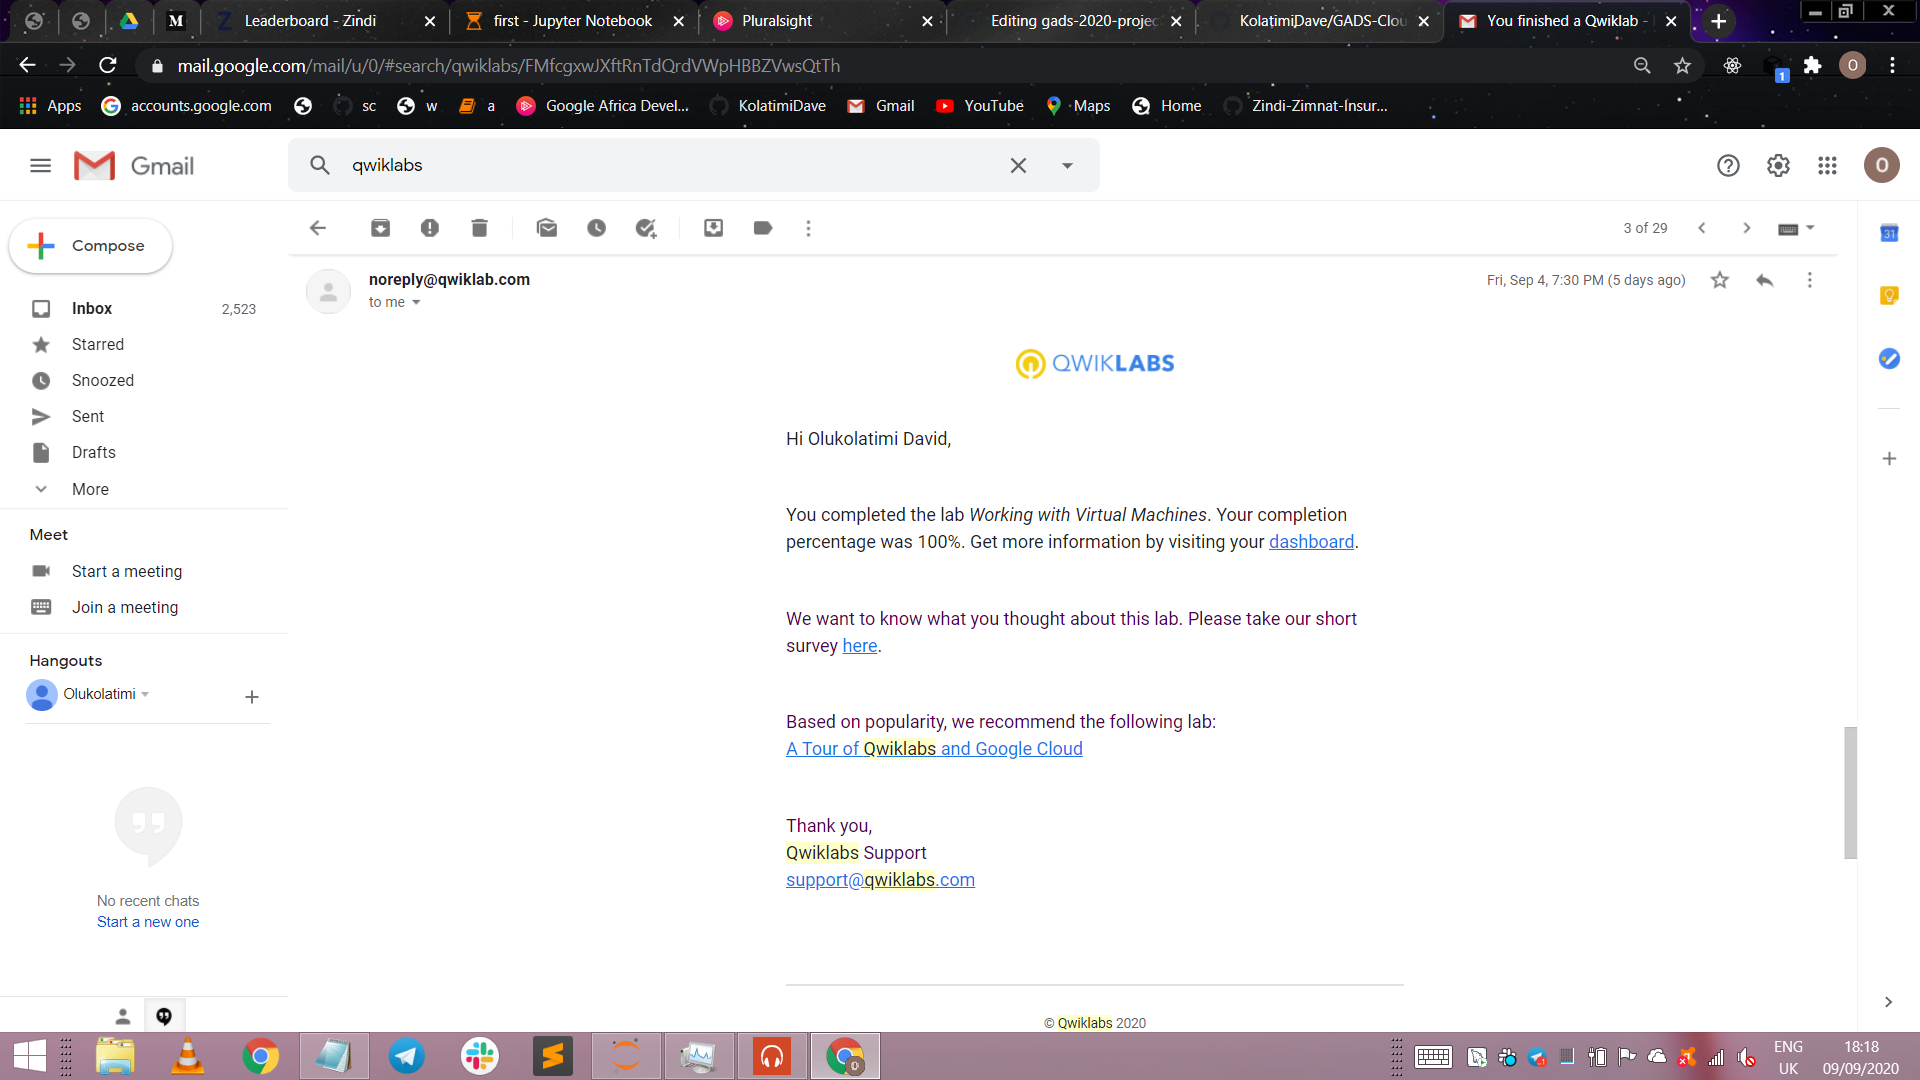 Leaderboard - Zindi
first - Jupyter Notebook
Pluralsight
Editing gads-2020-projec
KolatimiDave/GADS-Clou
You finished a Qwiklab -
mail.google.com/mail/u/0/#search/qwiklabs/FMfcgxwJXftRnTdQrdVWpHBBZVwsQtTh
O
1
Apps
accounts.google.com
sc
w
a
Google Africa Devel...
KolatimiDave
Gmail
YouTube
Maps
Home
Zindi-Zimnat-Insur...
Gmail
qwiklabs
O
Compose
3 of 29
31
noreply@qwiklab.com
to me
Fri, Sep 4, 7:30 PM (5 days ago)
Inbox 2,523
Starred
Snoozed
Sent
Drafts
More
Meet
Start a meeting
Join a meeting
Hangouts
Olukolatimi
No recent chats
Start a new one
QWIKLABS
Hi Olukolatimi David,
You completed the lab Working with Virtual Machines. Your completion
percentage was 100%. Get more information by visiting your dashboard.
We want to know what you thought about this lab. Please take our short
survey here.
Based on popularity, we recommend the following lab:
A Tour of Qwiklabs and Google Cloud
Thank you,
Qwiklabs Support
support@qwiklabs.com
© Qwiklabs 2020
ENG
UK
18:18
09/09/2020